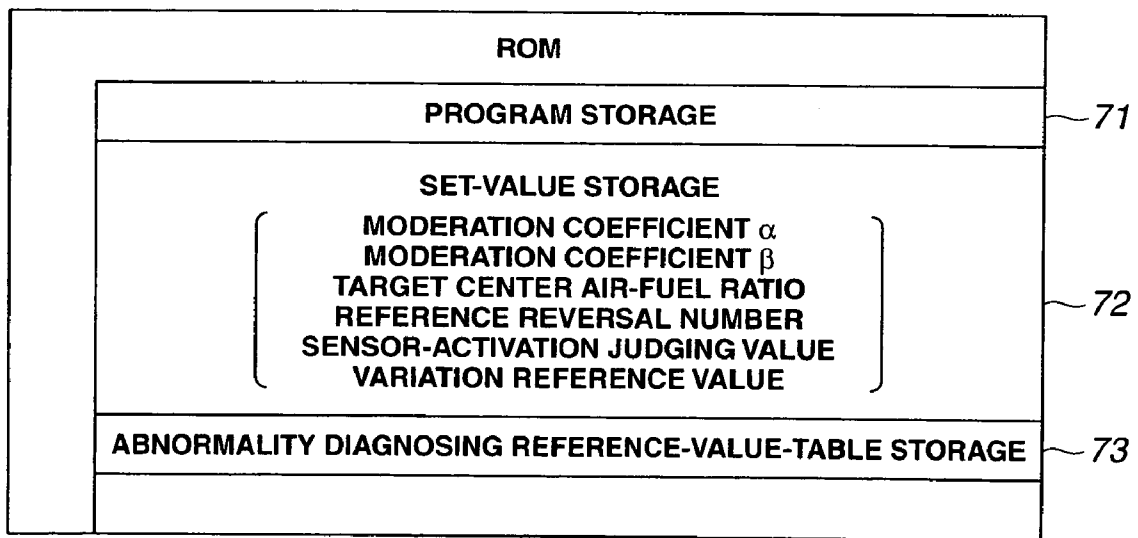 ROM
PROGRAM STORAGE
71
SET-VALUE STORAGE
MODERATION COEFFICIENT α
MODERATION COEFFICIENT β
TARGET CENTER AIR-FUEL RATIO
REFERENCE REVERSAL NUMBER
SENSOR-ACTIVATION JUDGING VALUE
VARIATION REFERENCE VALUE
72
ABNORMALITY DIAGNOSING REFERENCE-VALUE-TABLE STORAGE
73